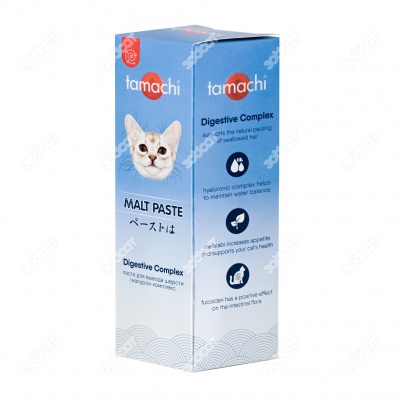 tamachi
MALT PASTE
ペーストは
Digestive Complex
паста для вывода шерсти
гиалурон комплекс
tamachi
Digestive Complex
supports the natural passing
of swallowed hair
hyaluronic complex helps
to maintain water balance
increases appetite
and supports your cat's health
fucoidan has a positive effect
on the intestinal flora